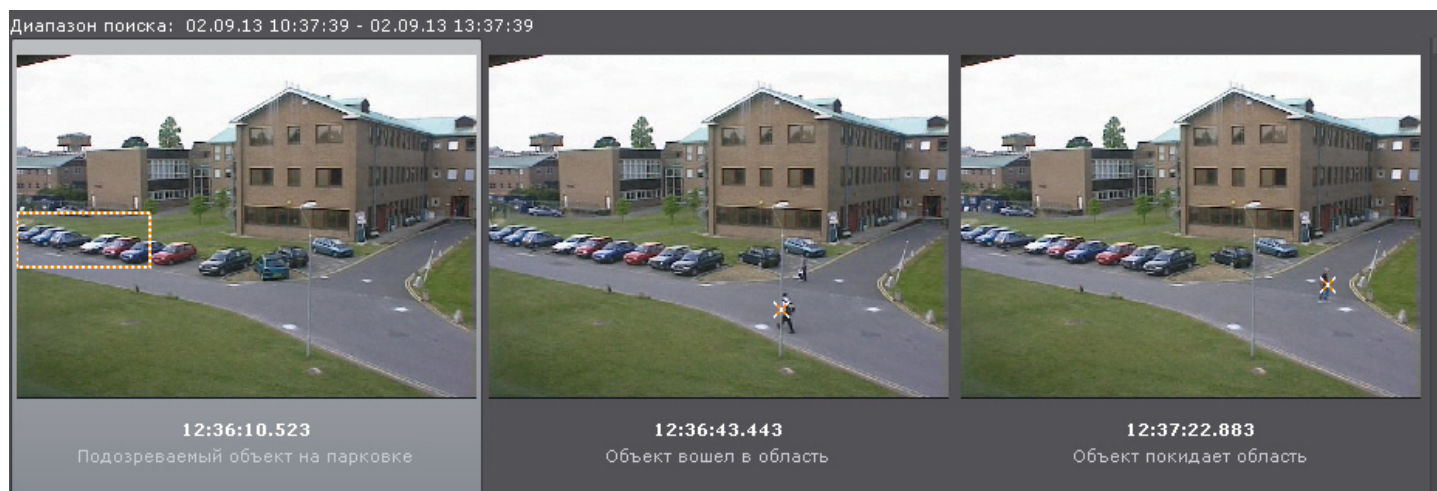 Диапазон поиска: 02.09.13 10:37:39 - 02.09.13 13:37:39
12:36:10.523
Подозреваемый объект на парковке
12:36:43.443
Объект вошел в область
12:37:22.883
Объект покидает область